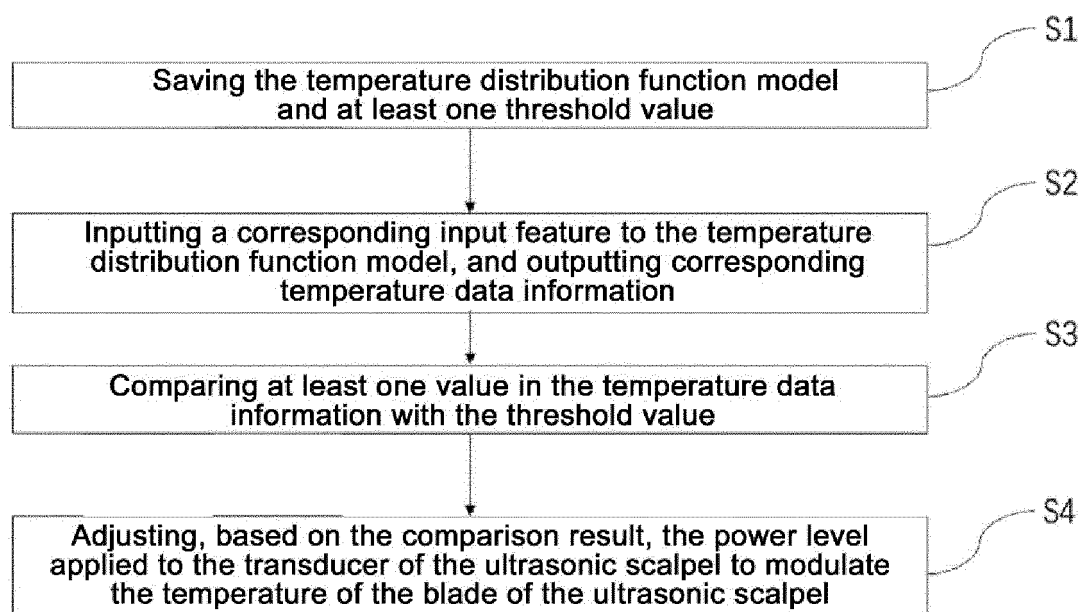 S1
Saving the temperature distribution function model
and at least one threshold value
S2
Inputting a corresponding input feature to the temperature
distribution function model, and outputting corresponding
temperature data information
S3
Comparing at least one value in the temperature data
information with the threshold value
S4
Adjusting, based on the comparison result, the power level
applied to the transducer of the ultrasonic scalpel to modulate
the temperature of the blade of the ultrasonic scalpel